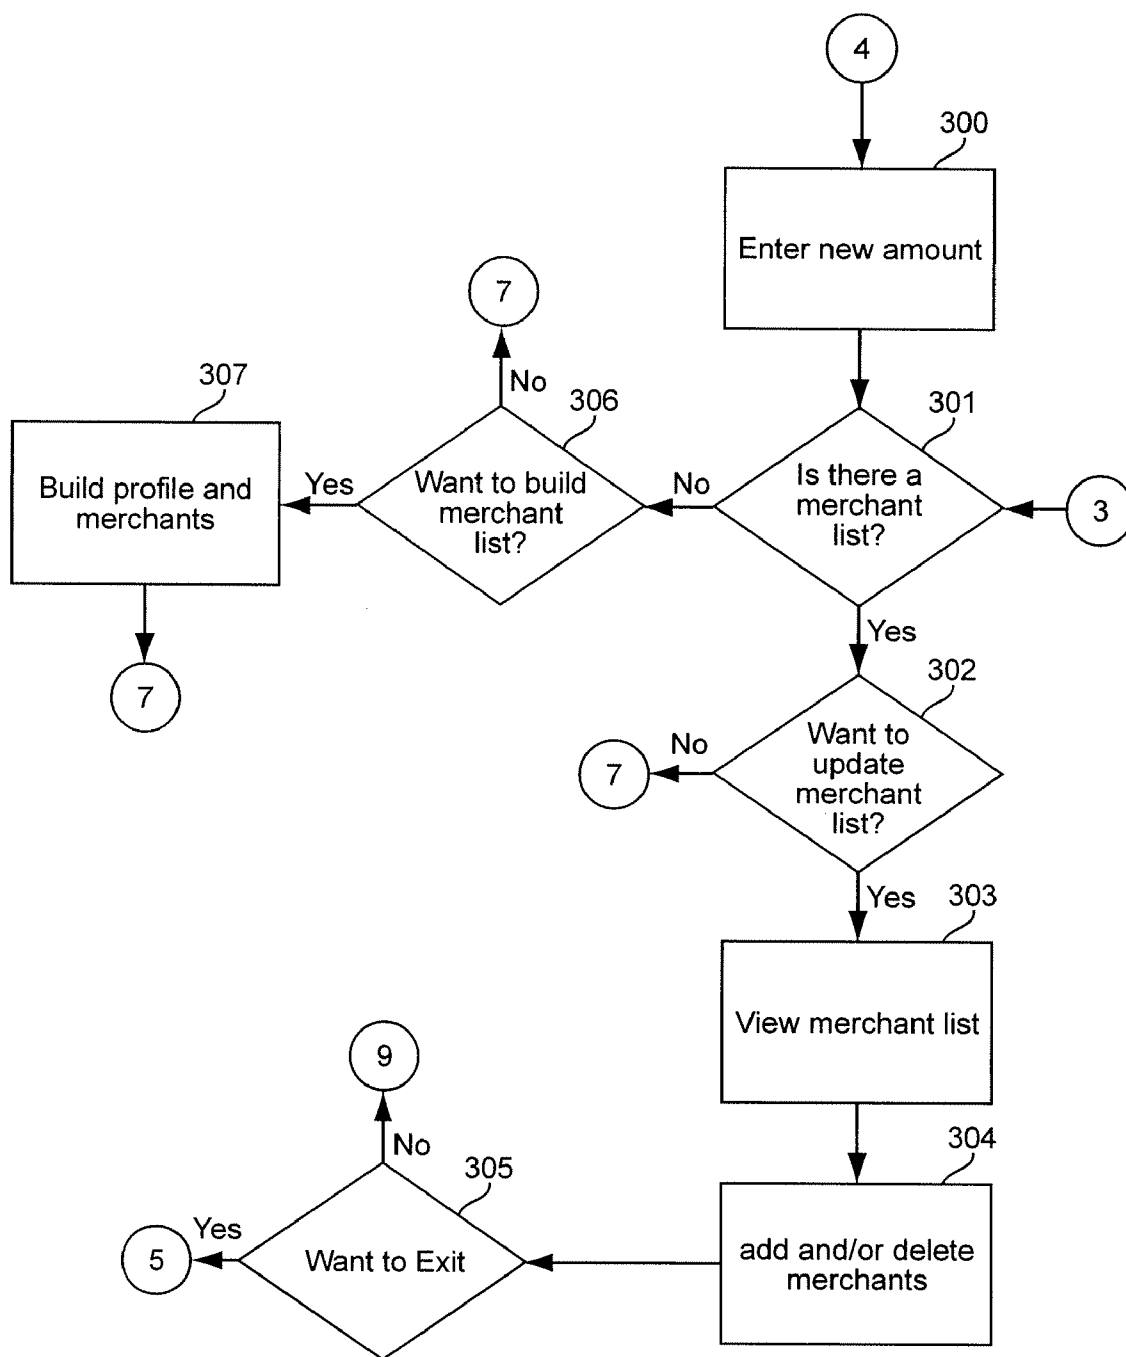 4
300
Enter new amount
7
No
307
306
301
Build profile and
merchants
Yes
Want to build
merchant
list?
No
Is there a
merchant
list?
3
7
Yes
302
7
No
Want to
update
merchant
list?
Yes
303
View merchant list
9
No
304
305
5
Yes
Want to Exit
add and/or delete
merchants